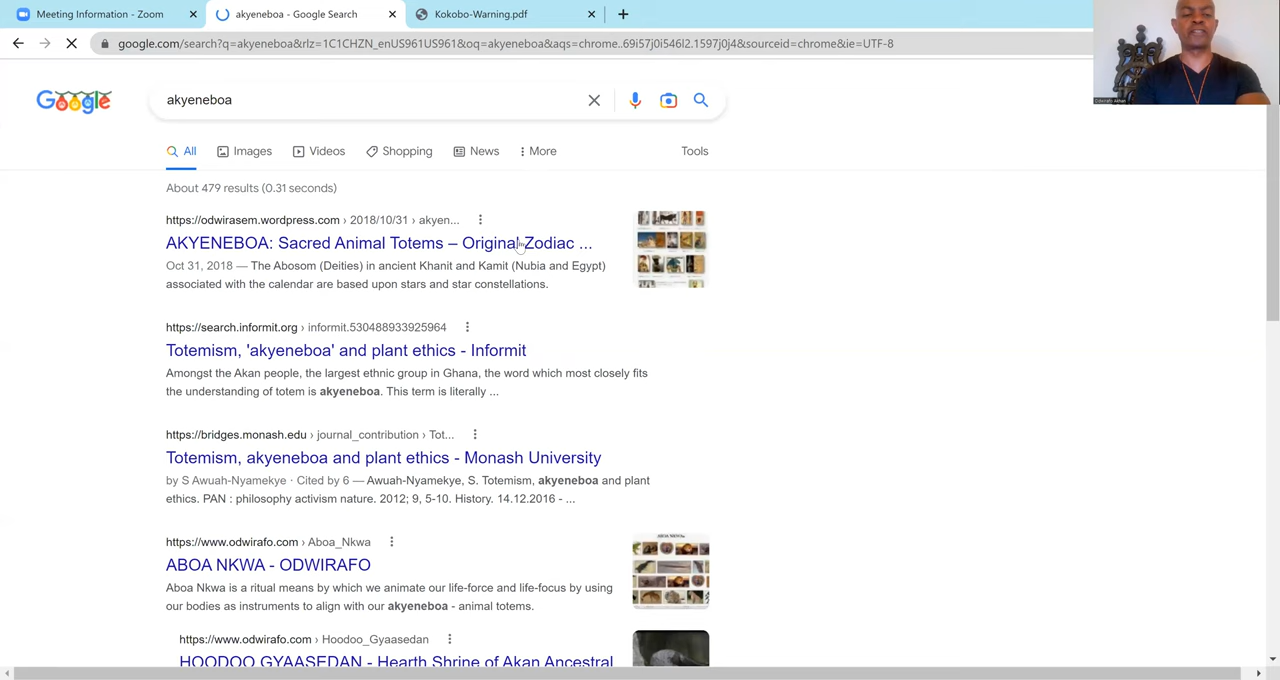 Meeting Information - Zoom
akyeneboa - Google Search
Kokobo-Warning.pdf
google.com/search?q=akyeneboa&rlz=1C1CHZN_enUS961US961&oq=akyeneboa&aqs=chrome..69i57j0i546l2.1597j0j4&sourceid=chrome&ie=UTF-8
Google
akyeneboa
All
Images
Videos
Shopping
News
More
Tools
About 479 results (0.31 seconds)
https://odwirasem.wordpress.com › 2018/10/31 › akyen...
AKYENEBOA: Sacred Animal Totems – Original Zodiac ...
Oct 31, 2018 — The Abosom (Deities) in ancient Khanit and Kamit (Nubia and Egypt)
associated with the calendar are based upon stars and star constellations.
https://search.informit.org › informit.530488933925964
Totemism, 'akyeneboa' and plant ethics - Informit
Amongst the Akan people, the largest ethnic group in Ghana, the word which most closely fits
the understanding of totem is akyeneboa. This term is literally ...
https://bridges.monash.edu › journal_contribution › Tot...
Totemism, akyeneboa and plant ethics - Monash University
by S Awuah-Nyamekye · Cited by 6 — Awuah-Nyamekye, S. Totemism, akyeneboa and plant
ethics. PAN : philosophy activism nature. 2012; 9, 5-10. History. 14.12.2016 - ...
https://www.odwirafo.com › Aboa_Nkwa
ABOA NKWA - ODWIRAFO
Aboa Nkwa is a ritual means by which we animate our life-force and life-focus by using
our bodies as instruments to align with our akyeneboa - animal totems.
ABOA NKWA
https://www.odwirafo.com › Hoodoo_Gyaasedan
HOODOO GYAASEDAN - Hearth Shrine of Akan Ancestral